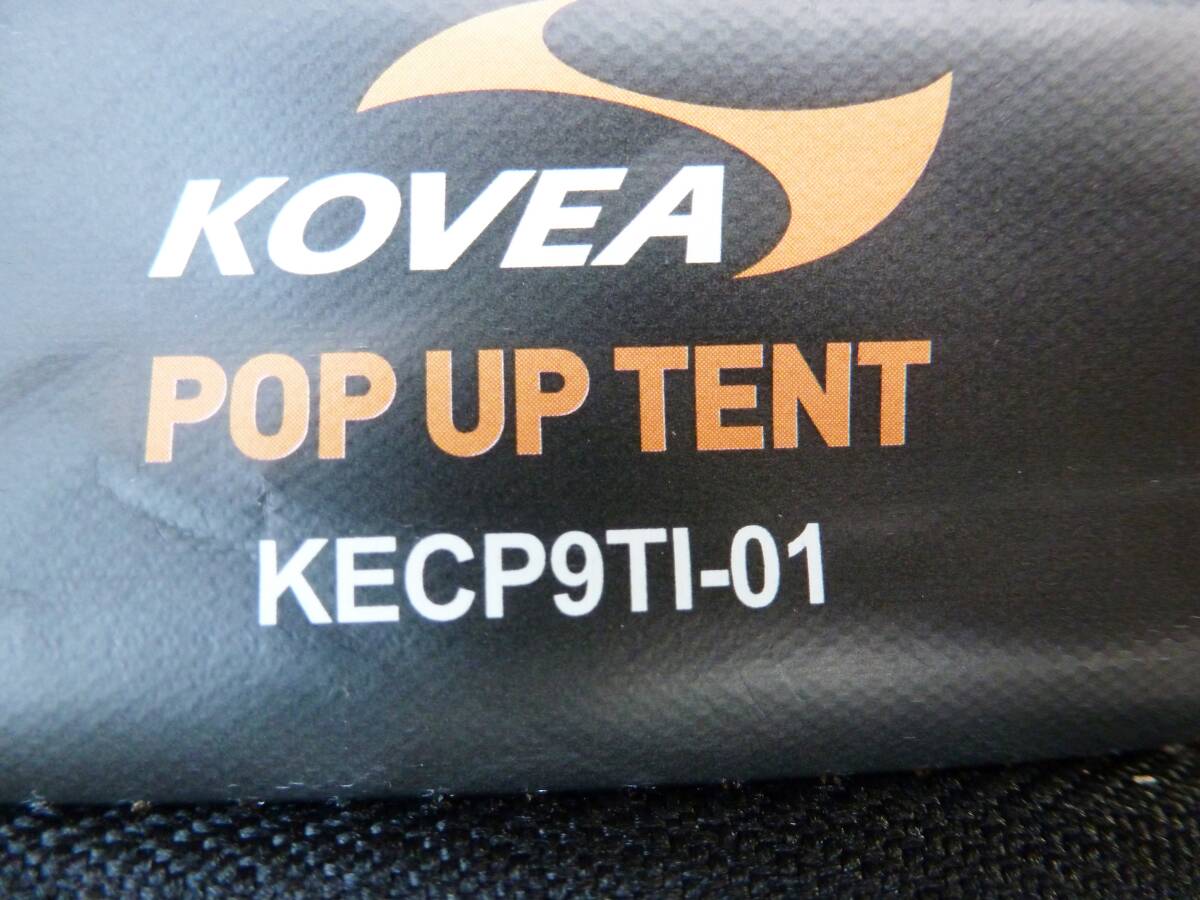 KOVEA
POP UP TENT
KECP9TI-01